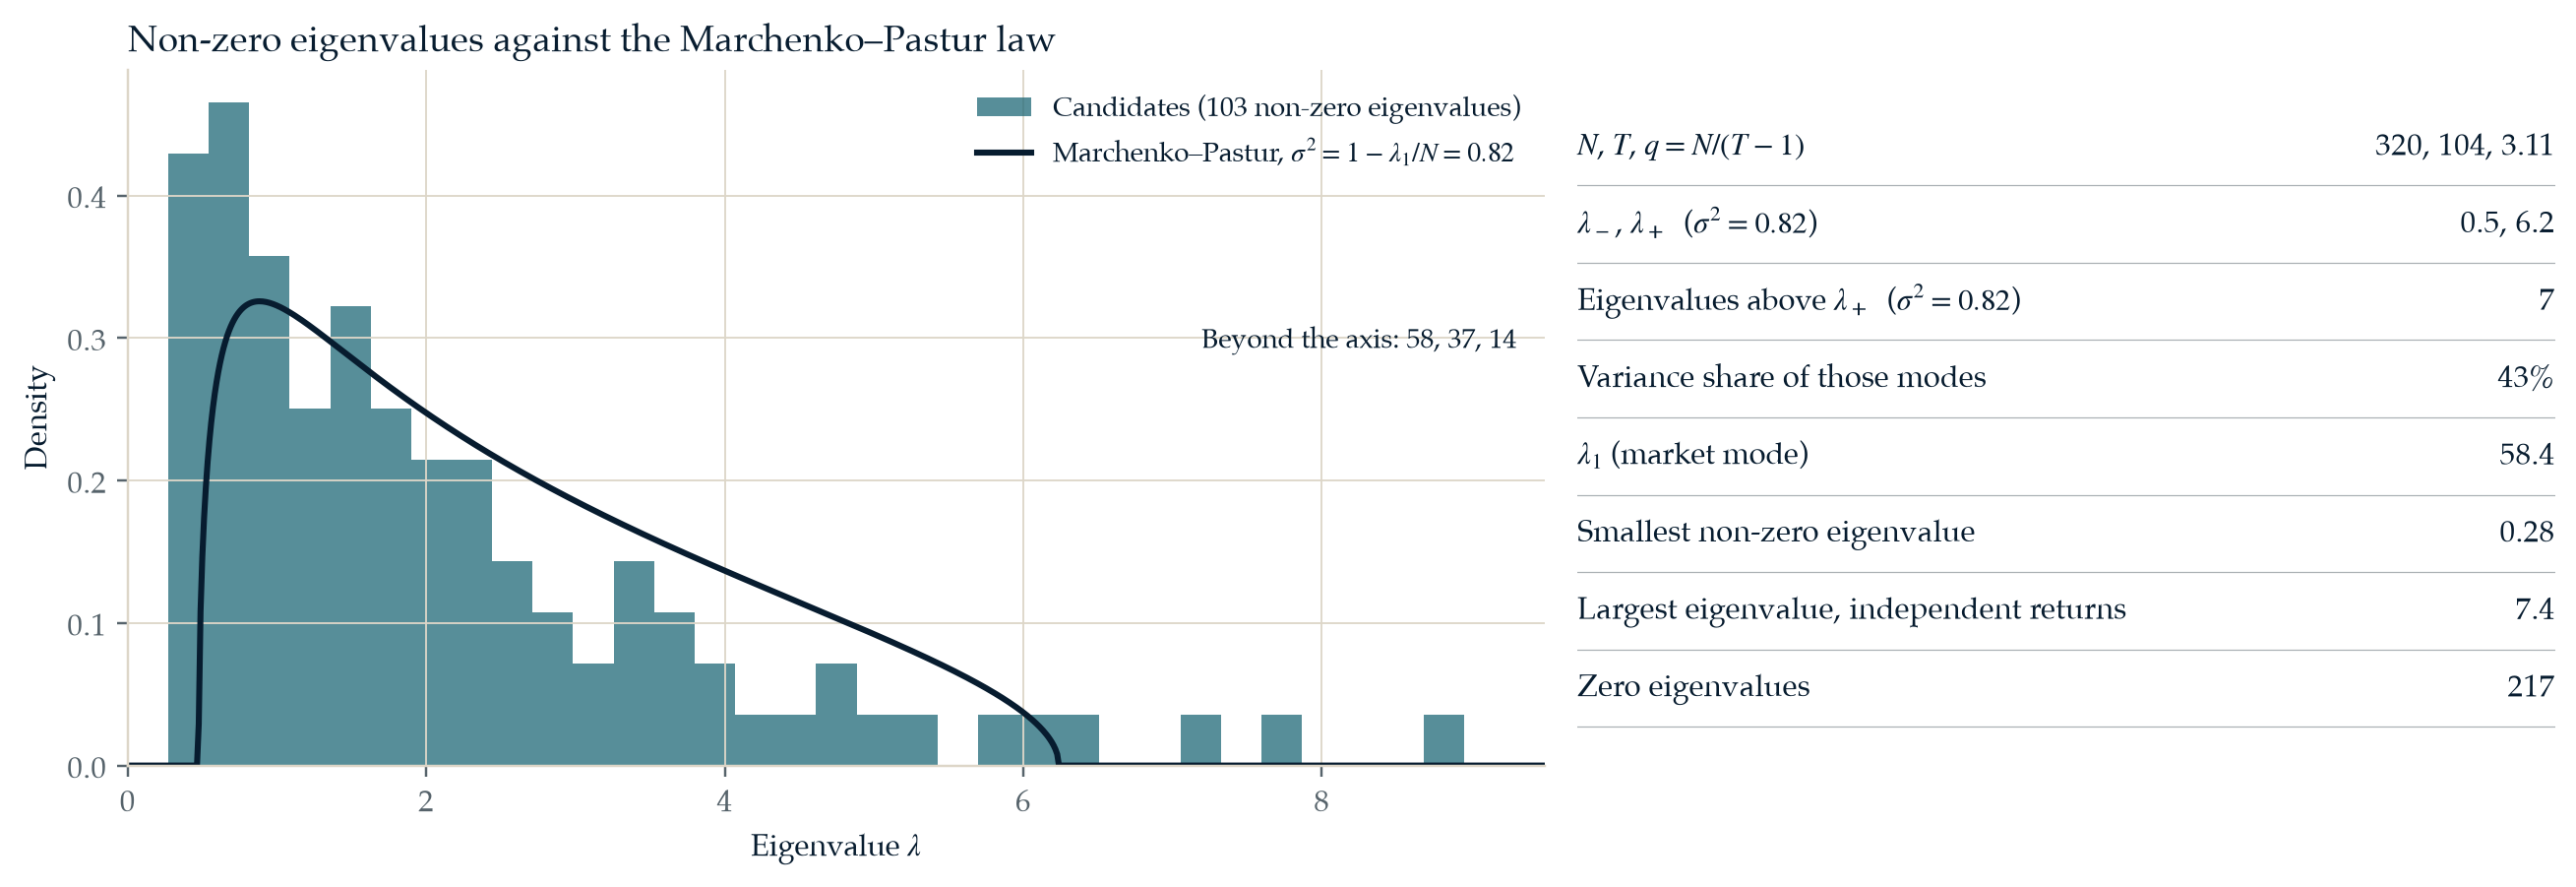 Non-zero eigenvalues against the Marchenko–Pastur law
Candidates (103 non-zero eigenvalues)
Marchenko–Pastur, σ² = 1 − λ₁/N = 0.82
Beyond the axis: 58, 37, 14
Density
0.4
0.3
0.2
0.1
0.0
0 2 4 6 8
Eigenvalue λ
N, T, q = N/(T − 1) 320, 104, 3.11
λ₋, λ₊ (σ² = 0.82) 0.5, 6.2
Eigenvalues above λ₊ (σ² = 0.82) 7
Variance share of those modes 43%
λ₁ (market mode) 58.4
Smallest non-zero eigenvalue 0.28
Largest eigenvalue, independent returns 7.4
Zero eigenvalues 217